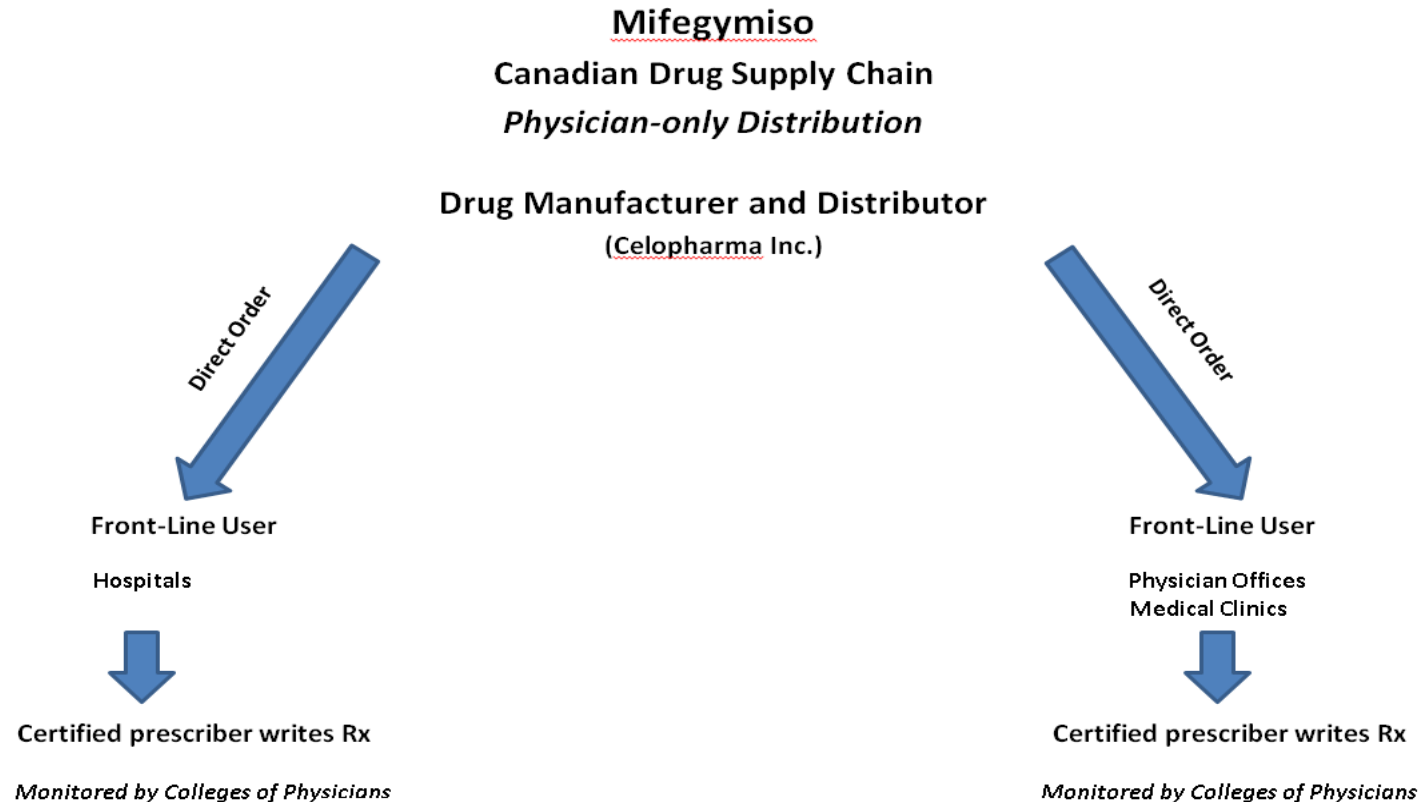 Mifegymiso
Canadian Drug Supply Chain
Physician-only Distribution
Drug Manufacturer and Distributor
(Celopharma Inc.)
Direct Order
Direct Order
Front-Line User
Hospitals
Certified prescriber writes Rx
Monitored by Colleges of Physicians
Front-Line User
Physician Offices
Medical Clinics
Certified prescriber writes Rx
Monitored by Colleges of Physicians